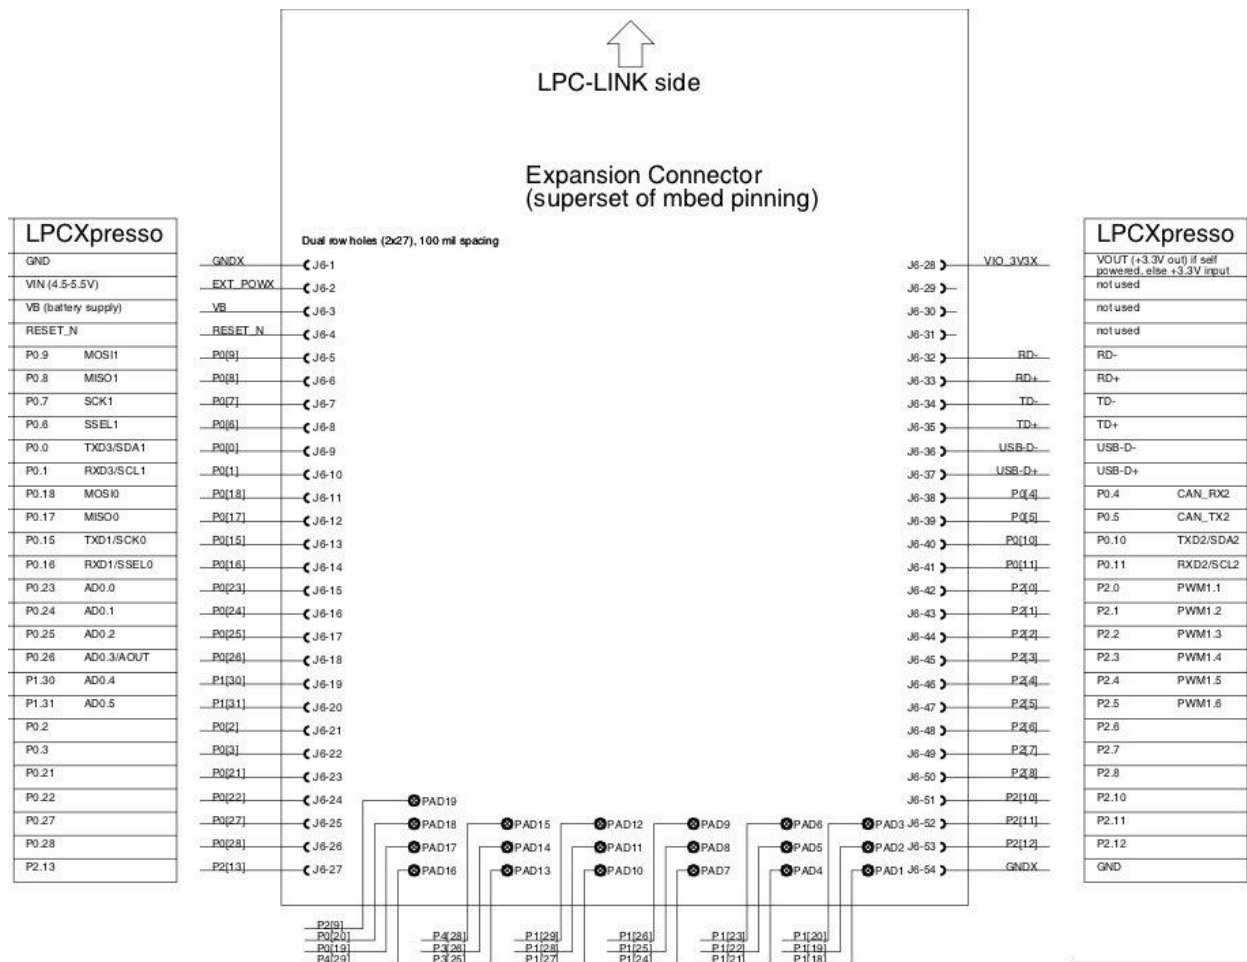 LPC-LINK side
Expansion Connector
(superset of mbed pinning)
Dual row holes (2x27), 100 mil spacing
LPCXpresso
GND
VIN (4.5-5.5V)
VB (battery supply)
RESET_N
P0.9 MOSI1
P0.8 MISO1
P0.7 SCK1
P0.6 SSEL1
P0.0 TXD3/SDA1
P0.1 RXD3/SCL1
P0.18 MOSI0
P0.17 MISO0
P0.15 TXD1/SCK0
P0.16 RXD1/SSEL0
P0.23 AD0.0
P0.24 AD0.1
P0.25 AD0.2
P0.26 AD0.3/AOUT
P1.30 AD0.4
P1.31 AD0.5
P0.2
P0.3
P0.21
P0.22
P0.27
P0.28
P2.13
GNDX J6-1
EXT_POWX J6-2
VB J6-3
RESET_N J6-4
P0[9] J6-5
P0[8] J6-6
P0[7] J6-7
P0[6] J6-8
P0[0] J6-9
P0[1] J6-10
P0[18] J6-11
P0[17] J6-12
P0[15] J6-13
P0[16] J6-14
P0[23] J6-15
P0[24] J6-16
P0[25] J6-17
P0[26] J6-18
P1[30] J6-19
P1[31] J6-20
P0[2] J6-21
P0[3] J6-22
P0[21] J6-23
P0[22] J6-24
P0[27] J6-25
P0[28] J6-26
P2[13] J6-27
PAD19
PAD18 PAD15 PAD12 PAD9 PAD6 PAD3
PAD17 PAD14 PAD11 PAD8 PAD5 PAD2
PAD16 PAD13 PAD10 PAD7 PAD4 PAD1
J6-28 VIO_3V3X
J6-29
J6-30
J6-31
J6-32 RD-
J6-33 RD+
J6-34 TD-
J6-35 TD+
J6-36 USB-D-
J6-37 USB-D+
J6-38 P0[4]
J6-39 P0[5]
J6-40 P0[10]
J6-41 P0[11]
J6-42 P2[0]
J6-43 P2[1]
J6-44 P2[2]
J6-45 P2[3]
J6-46 P2[4]
J6-47 P2[5]
J6-48 P2[6]
J6-49 P2[7]
J6-50 P2[8]
J6-51 P2[10]
J6-52 P2[11]
J6-53 P2[12]
J6-54 GNDX
LPCXpresso
VOUT (+3.3V out) if self
powered, else +3.3V input
not used
not used
not used
RD-
RD+
TD-
TD+
USB-D-
USB-D+
P0.4 CAN_RX2
P0.5 CAN_TX2
P0.10 TXD2/SDA2
P0.11 RXD2/SCL2
P2.0 PWM1.1
P2.1 PWM1.2
P2.2 PWM1.3
P2.3 PWM1.4
P2.4 PWM1.5
P2.5 PWM1.6
P2.6
P2.7
P2.8
P2.10
P2.11
P2.12
GND
P2[9]
P0[20] P4[28] P1[29] P1[26] P1[23] P1[20]
P0[19] P3[26] P1[28] P1[25] P1[22] P1[19]
P4[29] P3[25] P1[27] P1[24] P1[21] P1[18]